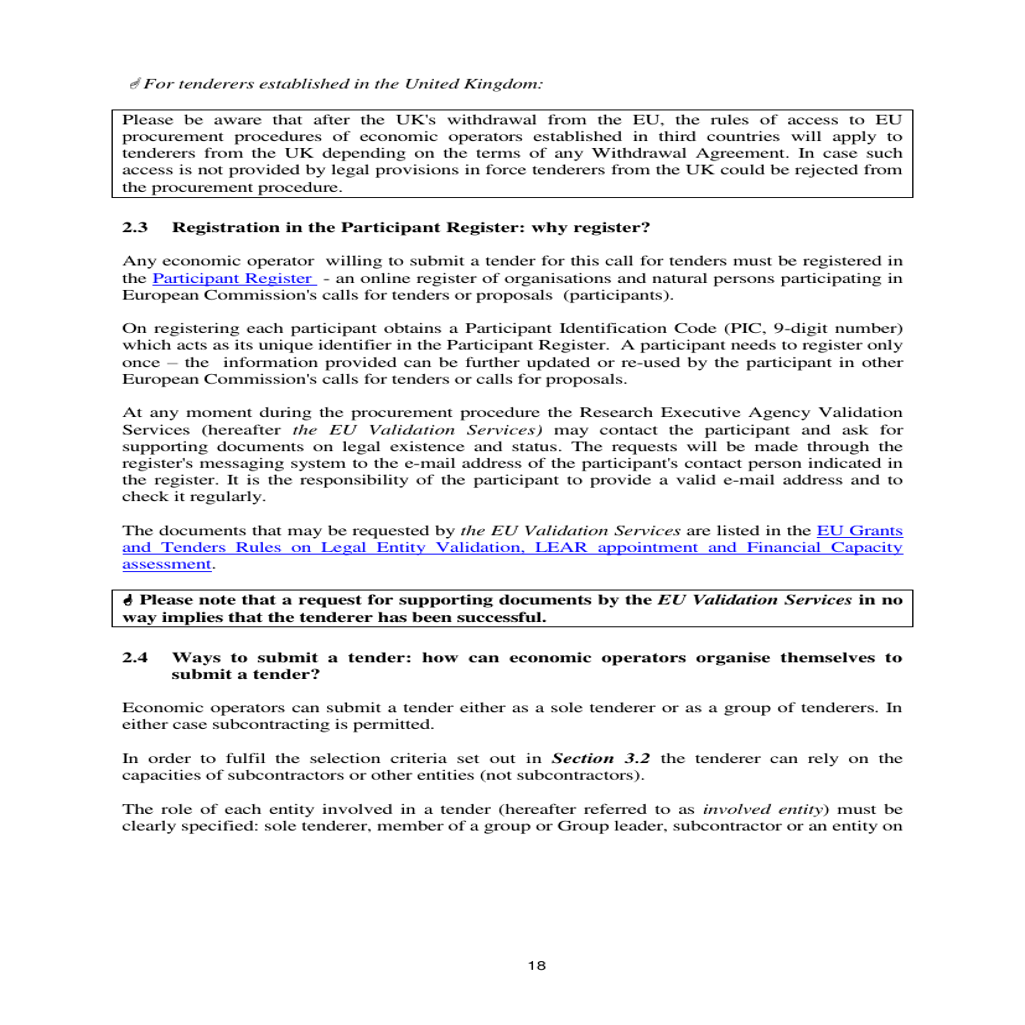 ☝ For tenderers established in the United Kingdom:
Please be aware that after the UK's withdrawal from the EU, the rules of access to EU
procurement procedures of economic operators established in third countries will apply to
tenderers from the UK depending on the terms of any Withdrawal Agreement. In case such
access is not provided by legal provisions in force tenderers from the UK could be rejected from
the procurement procedure.
2.3 Registration in the Participant Register: why register?
Any economic operator willing to submit a tender for this call for tenders must be registered in
the Participant Register - an online register of organisations and natural persons participating in
European Commission's calls for tenders or proposals (participants).
On registering each participant obtains a Participant Identification Code (PIC, 9-digit number)
which acts as its unique identifier in the Participant Register. A participant needs to register only
once – the information provided can be further updated or re-used by the participant in other
European Commission's calls for tenders or calls for proposals.
At any moment during the procurement procedure the Research Executive Agency Validation
Services (hereafter the EU Validation Services) may contact the participant and ask for
supporting documents on legal existence and status. The requests will be made through the
register's messaging system to the e-mail address of the participant's contact person indicated in
the register. It is the responsibility of the participant to provide a valid e-mail address and to
check it regularly.
The documents that may be requested by the EU Validation Services are listed in the EU Grants
and Tenders Rules on Legal Entity Validation, LEAR appointment and Financial Capacity
assessment.
☝ Please note that a request for supporting documents by the EU Validation Services in no
way implies that the tenderer has been successful.
2.4 Ways to submit a tender: how can economic operators organise themselves to
submit a tender?
Economic operators can submit a tender either as a sole tenderer or as a group of tenderers. In
either case subcontracting is permitted.
In order to fulfil the selection criteria set out in Section 3.2 the tenderer can rely on the
capacities of subcontractors or other entities (not subcontractors).
The role of each entity involved in a tender (hereafter referred to as involved entity) must be
clearly specified: sole tenderer, member of a group or Group leader, subcontractor or an entity on
18